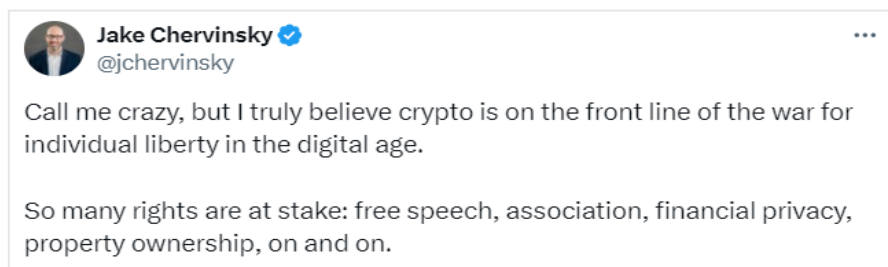 Jake Chervinsky
@jchervinsky
Call me crazy, but I truly believe crypto is on the front line of the war for
individual liberty in the digital age.
So many rights are at stake: free speech, association, financial privacy,
property ownership, on and on.